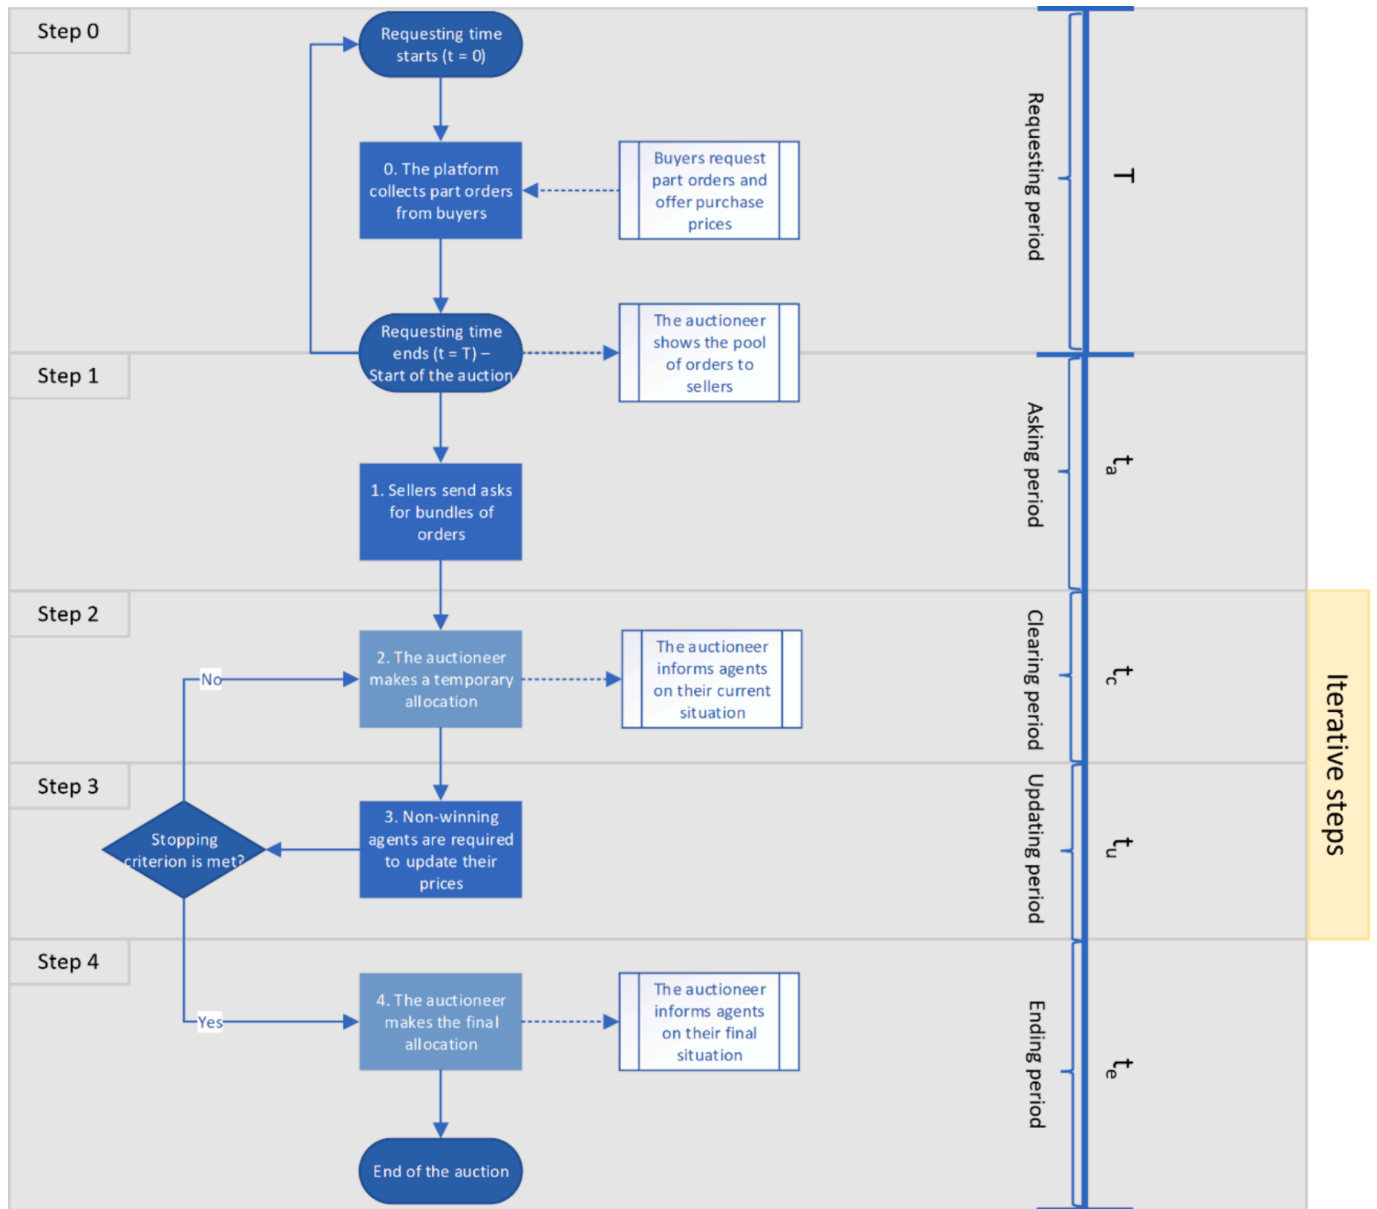 Step 0
Requesting time
starts (t = 0)
0. The platform
collects part orders
from buyers
Buyers request
part orders and
offer purchase
prices
Requesting period
T
Requesting time
ends (t = T) –
Start of the auction
The auctioneer
shows the pool
of orders to
sellers
Step 1
1. Sellers send asks
for bundles of
orders
Asking period
ta
Step 2
No
2. The auctioneer
makes a temporary
allocation
The auctioneer
informs agents
on their current
situation
Clearing period
tc
Iterative steps
Step 3
Stopping
criterion is met?
3. Non-winning
agents are required
to update their
prices
Updating period
tu
Step 4
Yes
4. The auctioneer
makes the final
allocation
The auctioneer
informs agents
on their final
situation
Ending period
te
End of the auction